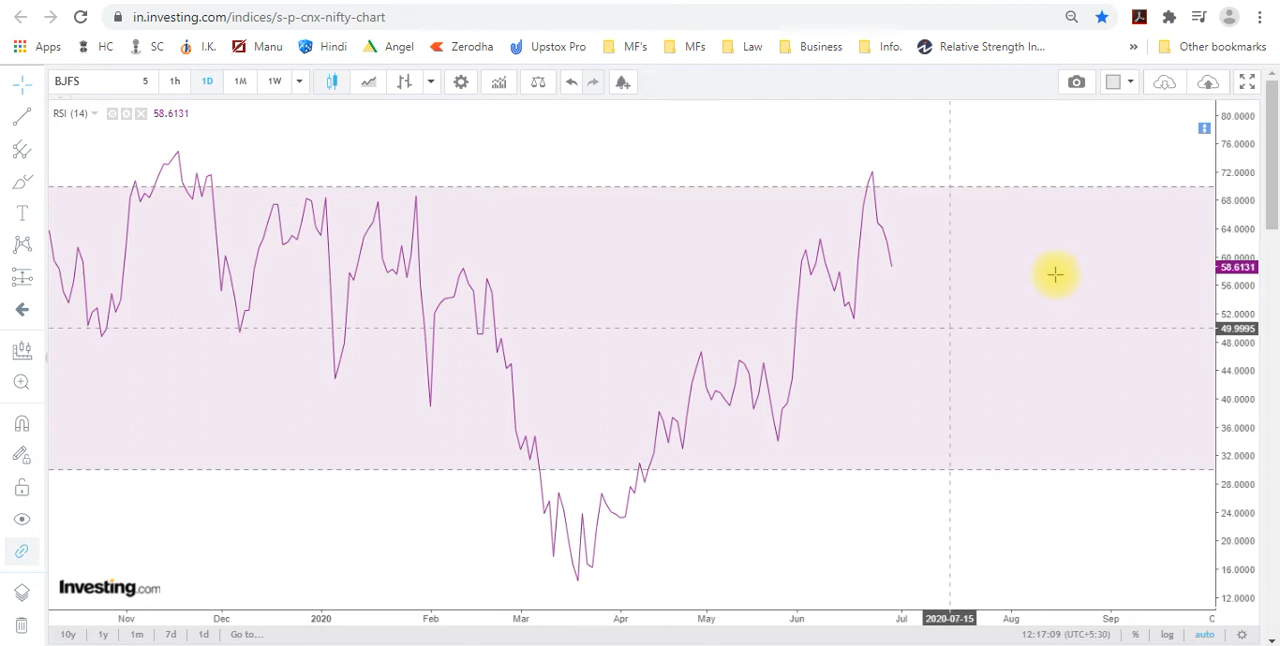 in.investing.com/indices/s-p-cnx-nifty-chart
Apps HC SC I.K. Manu Hindi Angel Zerodha Upstox Pro MF's MFs Law Business Info. Relative Strength In... » Other bookmarks
BJFS 5 1h 1D 1M 1W
RSI (14) 58.6131
80.0000
76.0000
72.0000
68.0000
64.0000
60.0000
58.6131
56.0000
52.0000
49.9995
48.0000
44.0000
40.0000
36.0000
32.0000
28.0000
24.0000
20.0000
16.0000
12.0000
Investing.com
Nov Dec 2020 Feb Mar Apr May Jun Jul 2020-07-15 Aug Sep
10y 1y 1m 7d 1d Go to... 12:17:09 (UTC+5:30) % log auto